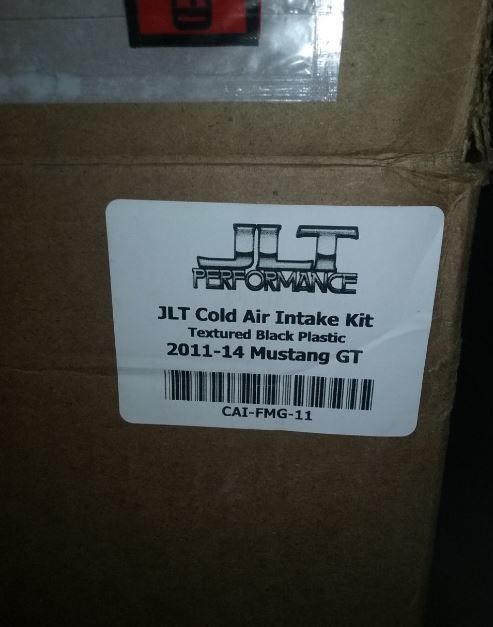 JLT
PERFORMANCE
JLT Cold Air Intake Kit
Textured Black Plastic
2011-14 Mustang GT
CAI-FMG-11